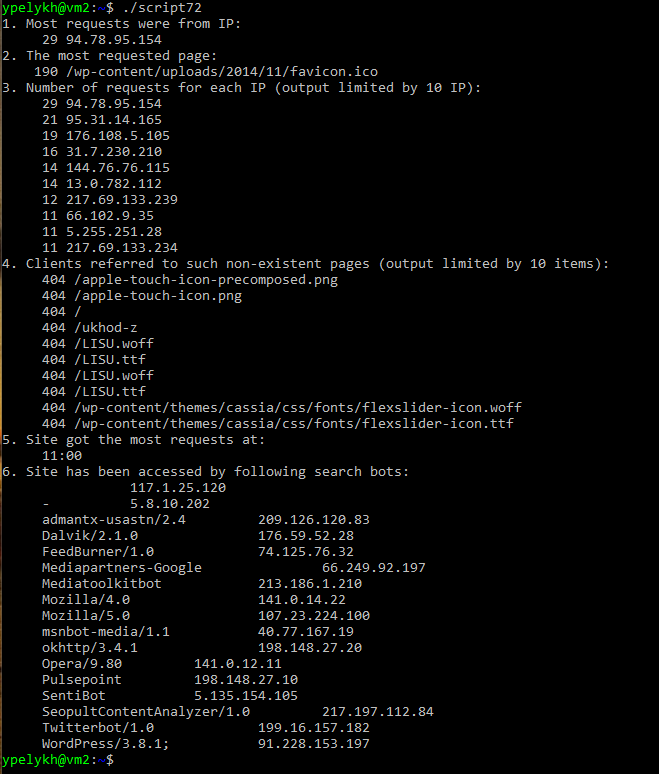 ypelykh@vm2:~$ ./script72
1. Most requests were from IP:
29 94.78.95.154
2. The most requested page:
190 /wp-content/uploads/2014/11/favicon.ico
3. Number of requests for each IP (output limited by 10 IP):
29 94.78.95.154
21 95.31.14.165
19 176.108.5.105
16 31.7.230.210
14 144.76.76.115
14 13.0.782.112
12 217.69.133.239
11 66.102.9.35
11 5.255.251.28
11 217.69.133.234
4. Clients referred to such non-existent pages (output limited by 10 items):
404 /apple-touch-icon-precomposed.png
404 /apple-touch-icon.png
404 /
404 /ukhod-z
404 /LISU.woff
404 /LISU.ttf
404 /LISU.woff
404 /LISU.ttf
404 /wp-content/themes/cassia/css/fonts/flexslider-icon.woff
404 /wp-content/themes/cassia/css/fonts/flexslider-icon.ttf
5. Site got the most requests at:
11:00
6. Site has been accessed by following search bots:
117.1.25.120
- 5.8.10.202
admantx-usastn/2.4 209.126.120.83
Dalvik/2.1.0 176.59.52.28
FeedBurner/1.0 74.125.76.32
Mediapartners-Google 66.249.92.197
Mediatoolkitbot 213.186.1.210
Mozilla/4.0 141.0.14.22
Mozilla/5.0 107.23.224.100
msnbot-media/1.1 40.77.167.19
okhttp/3.4.1 198.148.27.20
Opera/9.80 141.0.12.11
Pulsepoint 198.148.27.10
SentiBot 5.135.154.105
SeopultContentAnalyzer/1.0 217.197.112.84
Twitterbot/1.0 199.16.157.182
WordPress/3.8.1; 91.228.153.197
ypelykh@vm2:~$